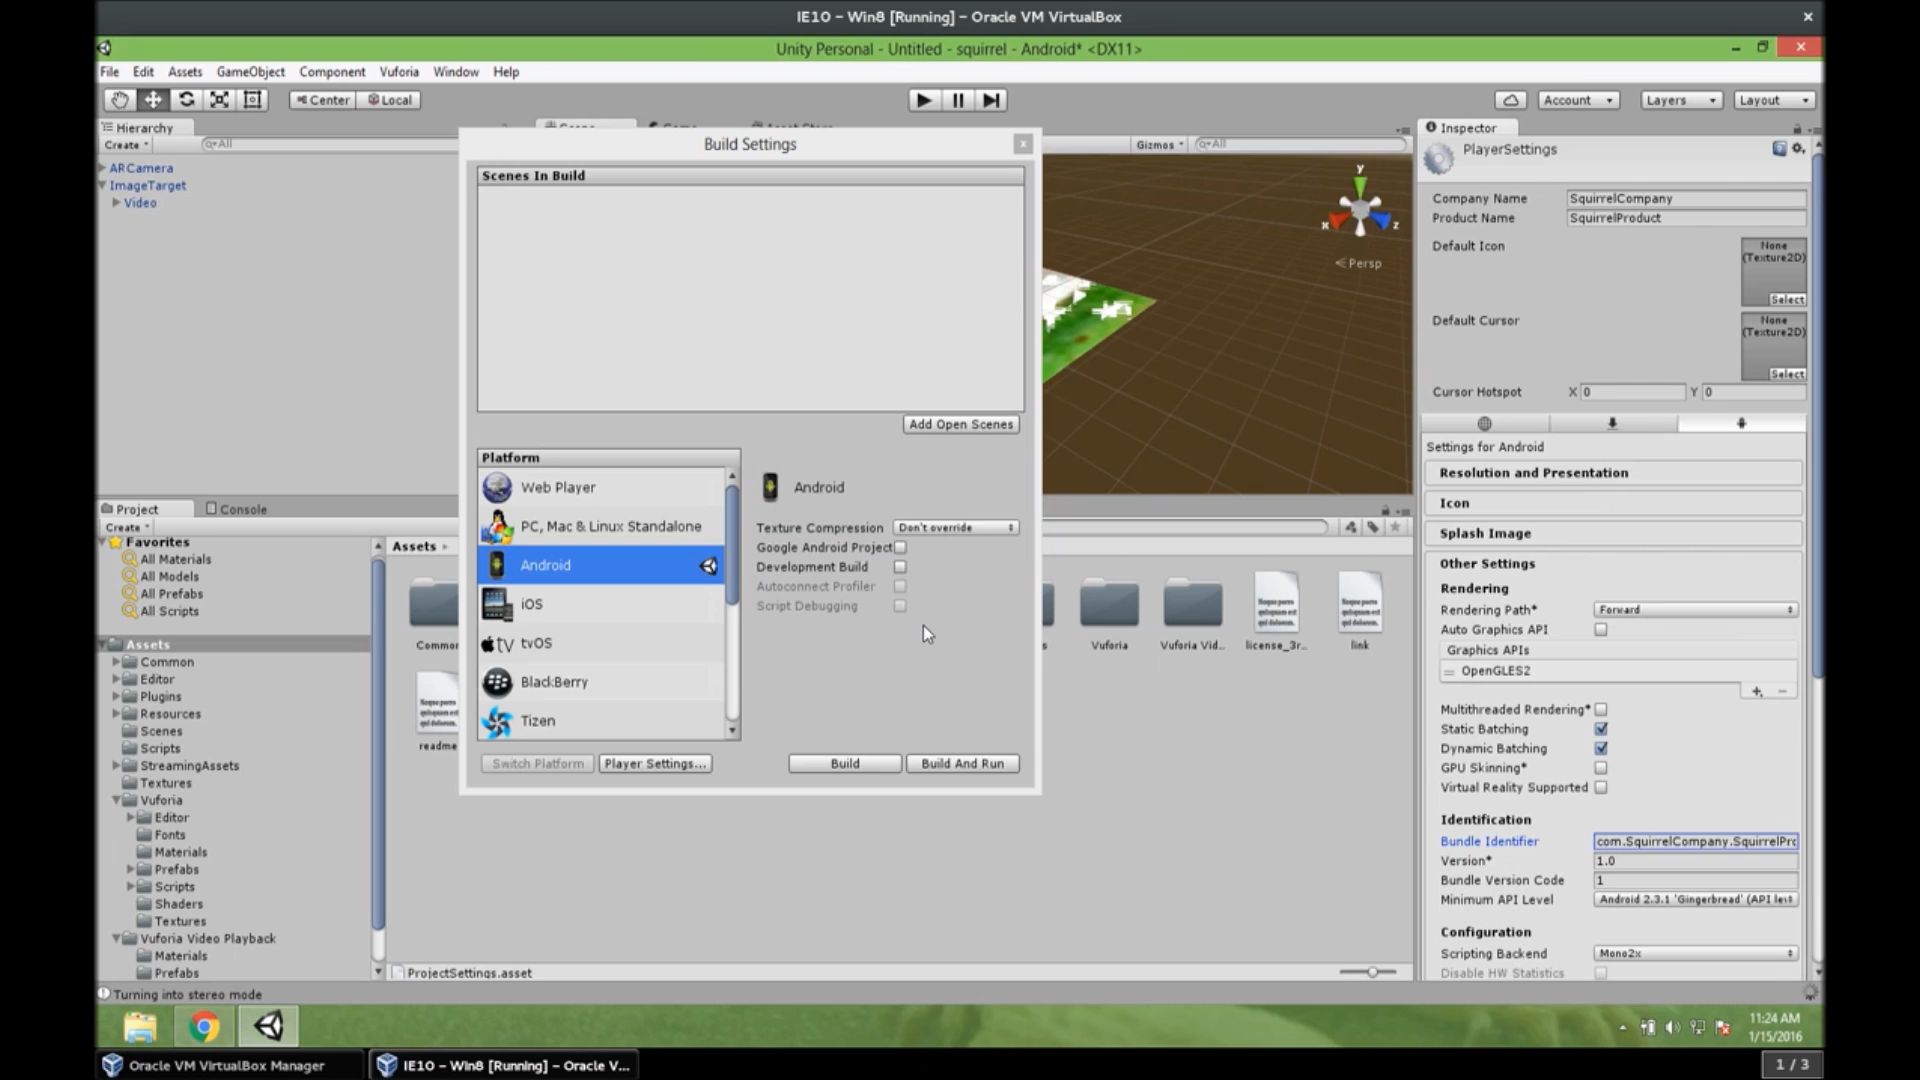 IE10 – Win8 [Running] – Oracle VM VirtualBox
Unity Personal - Untitled - squirrel - Android* <DX11>
File Edit Assets GameObject Component Vuforia Window Help
Center Local
Account Layers Layout
Hierarchy
Create All
ARCamera
ImageTarget
Video
Gizmos All
y
x
z
Persp
Build Settings
Scenes In Build
Add Open Scenes
Platform
Web Player
PC, Mac & Linux Standalone
Android
iOS
tvOS
BlackBerry
Tizen
Android
Texture Compression Don't override
Google Android Project
Development Build
Autoconnect Profiler
Script Debugging
Switch Platform Player Settings... Build Build And Run
Inspector
PlayerSettings
Company Name SquirrelCompany
Product Name SquirrelProduct
Default Icon
None
(Texture2D)
Select
Default Cursor
None
(Texture2D)
Select
Cursor Hotspot X 0 Y 0
Settings for Android
Resolution and Presentation
Icon
Splash Image
Other Settings
Rendering
Rendering Path* Forward
Auto Graphics API
Graphics APIs
OpenGLES2
Multithreaded Rendering*
Static Batching
Dynamic Batching
GPU Skinning*
Virtual Reality Supported
Identification
Bundle Identifier com.SquirrelCompany.SquirrelPro
Version* 1.0
Bundle Version Code 1
Minimum API Level Android 2.3.1 'Gingerbread' (API lev
Configuration
Scripting Backend Mono2x
Disable HW Statistics
Project Console
Create
Favorites
All Materials
All Models
All Prefabs
All Scripts
Assets
Common
Editor
Plugins
Resources
Scenes
Scripts
StreamingAssets
Textures
Vuforia
Editor
Fonts
Materials
Prefabs
Scripts
Shaders
Textures
Vuforia Video Playback
Materials
Prefabs
Assets
Common
Vuforia
Vuforia Vid...
license_3r...
link
readme
ProjectSettings.asset
Turning into stereo mode
11:24 AM
1/15/2016
Oracle VM VirtualBox Manager
IE10 – Win8 [Running] – Oracle V...
1 / 3